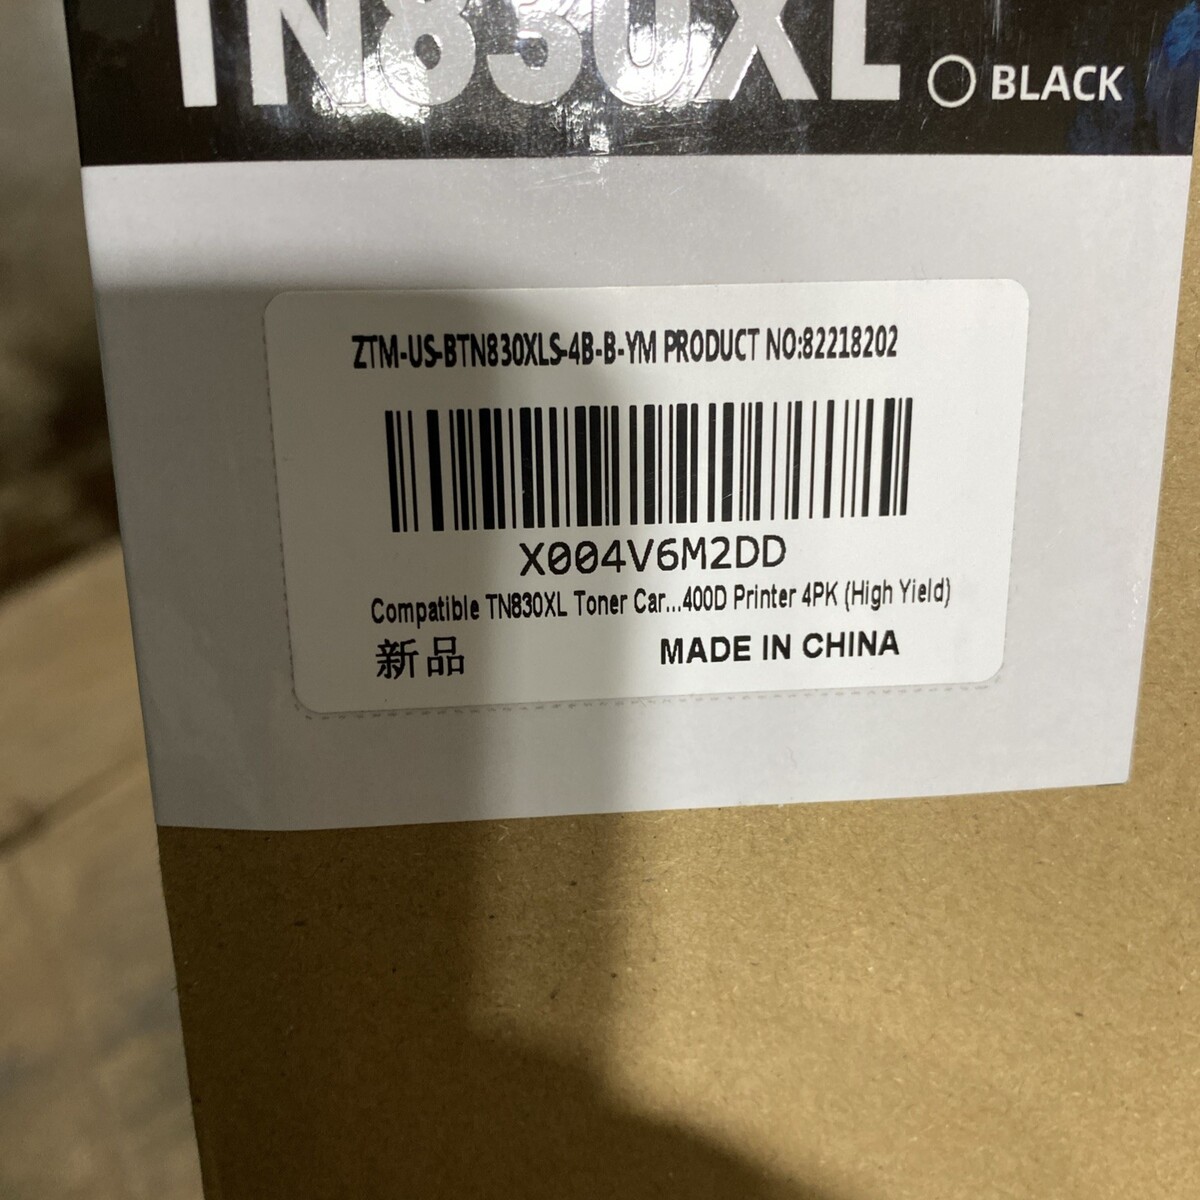 TN830XL BLACK
ZTM-US-BTN830XLS-4B-B-YM PRODUCT NO:82218202
X004V6M2DD
Compatible TN830XL Toner Car...400D Printer 4PK (High Yield)
新品 MADE IN CHINA